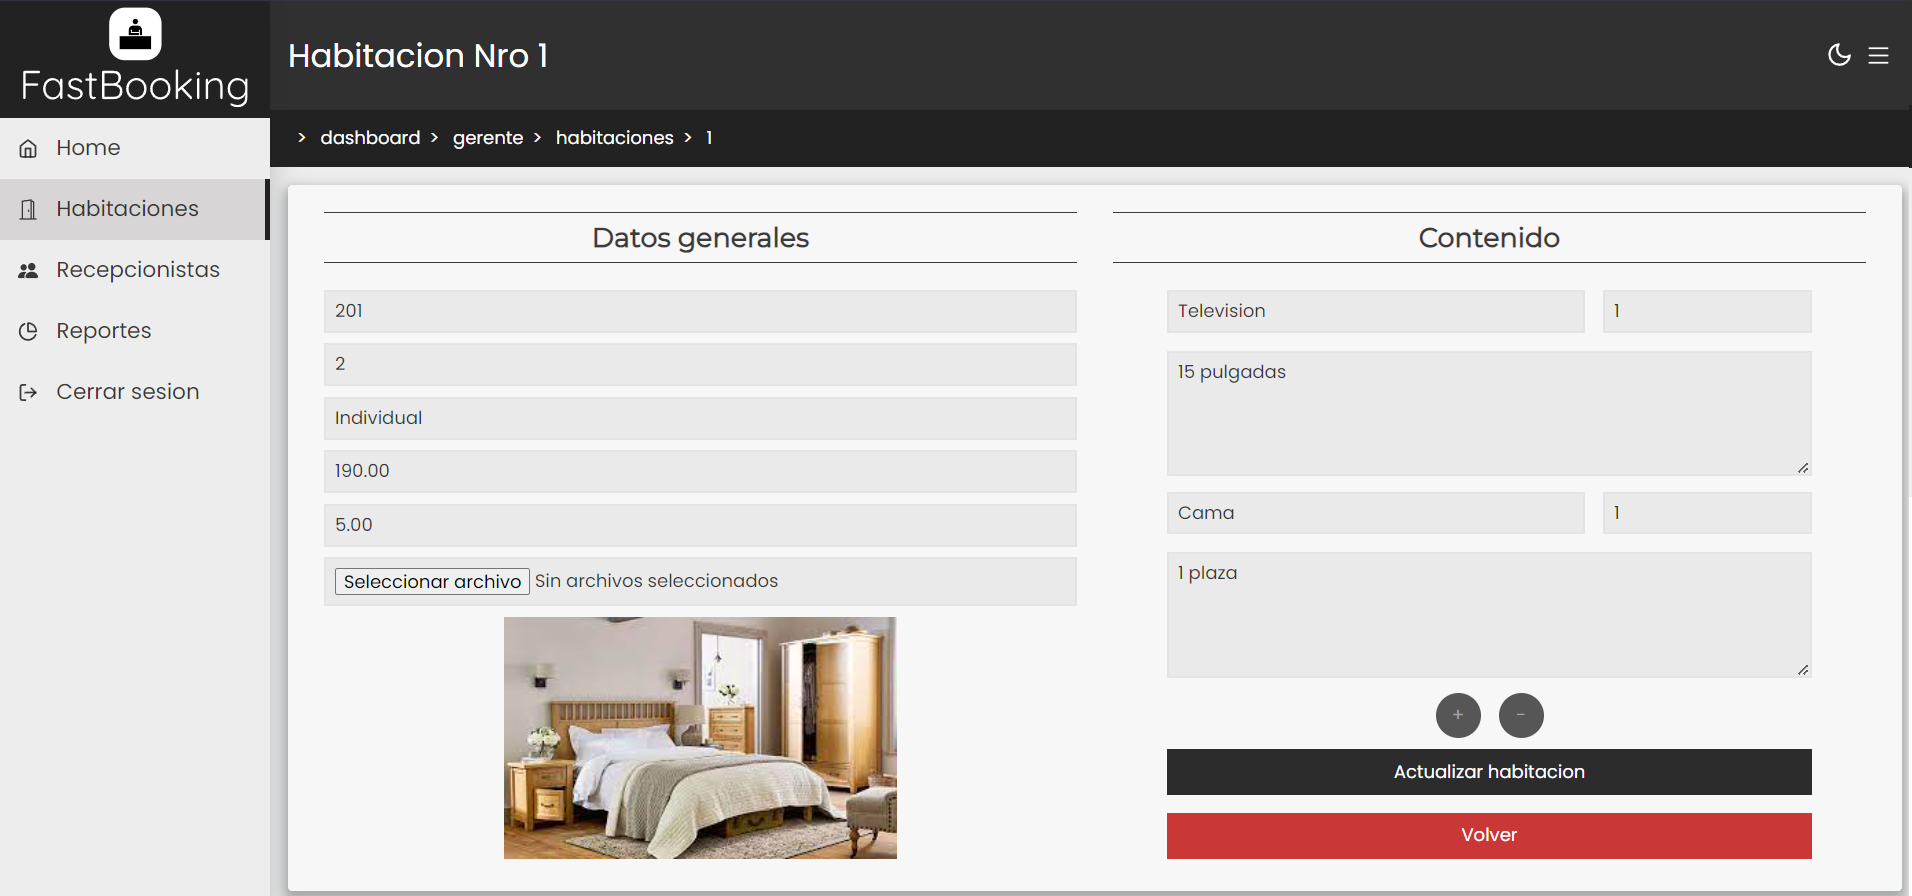 FastBooking
Habitacion Nro 1
> dashboard > gerente > habitaciones > 1
Home
Habitaciones
Recepcionistas
Reportes
Cerrar sesion
Datos generales
201
2
Individual
190.00
5.00
Seleccionar archivo Sin archivos seleccionados
Contenido
Television 1
15 pulgadas
Cama 1
1 plaza
+ -
Actualizar habitacion
Volver